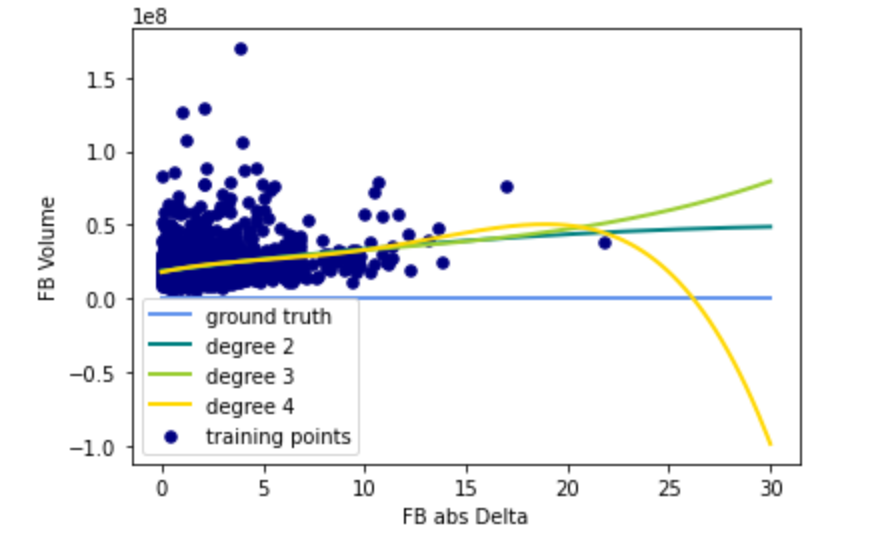 1e8
1.5
1.0
0.5
0.0
−0.5
−1.0
FB Volume
ground truth
degree 2
degree 3
degree 4
training points
0 5 10 15 20 25 30
FB abs Delta